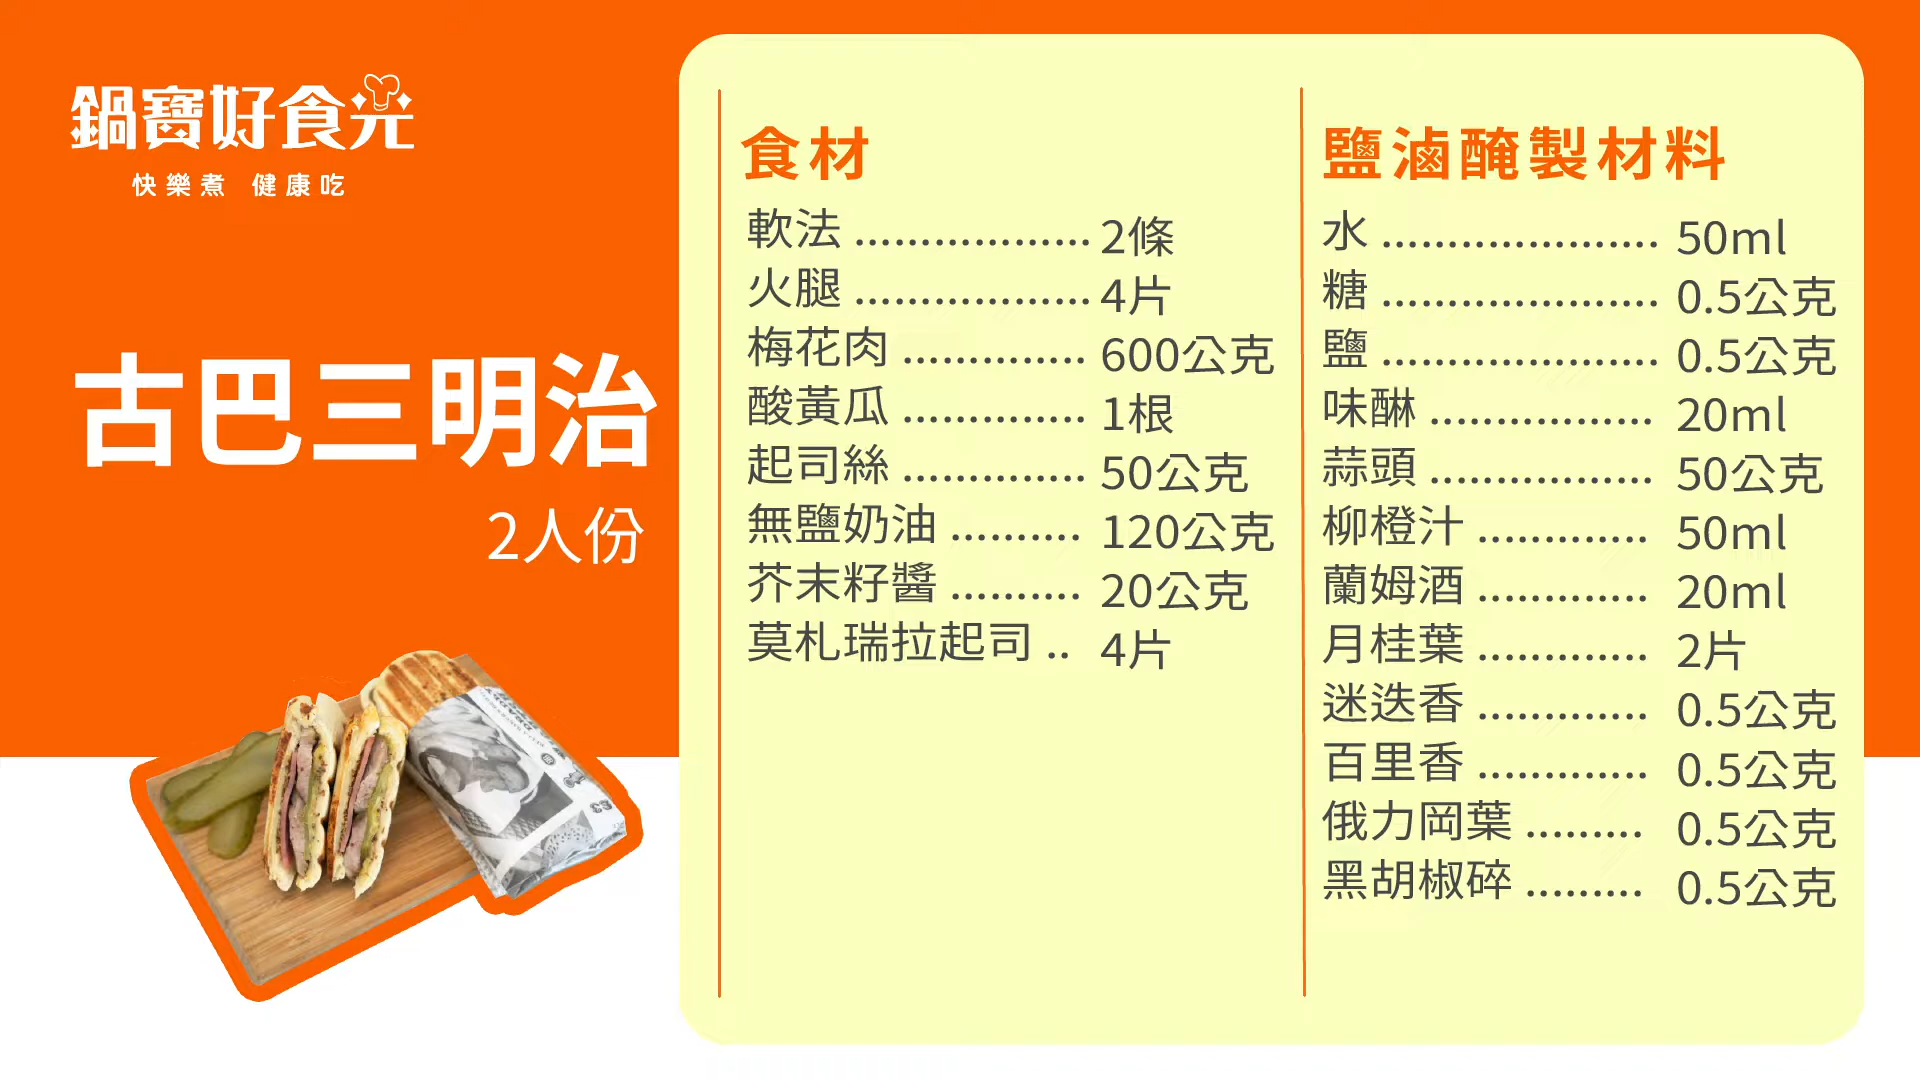 鍋寶好食光
快樂煮 健康吃
古巴三明治
2人份
食材
軟法 .................. 2條
火腿 .................. 4片
梅花肉 .............. 600公克
酸黃瓜 .............. 1根
起司絲 .............. 50公克
無鹽奶油 .......... 120公克
芥末籽醬 .......... 20公克
莫札瑞拉起司 .. 4片
鹽滷醃製材料
水 ..................... 50ml
糖 ..................... 0.5公克
鹽 ..................... 0.5公克
味醂 ................. 20ml
蒜頭 ................. 50公克
柳橙汁 ............. 50ml
蘭姆酒 ............. 20ml
月桂葉 ............. 2片
迷迭香 ............. 0.5公克
百里香 ............. 0.5公克
俄力岡葉 ......... 0.5公克
黑胡椒碎 ......... 0.5公克